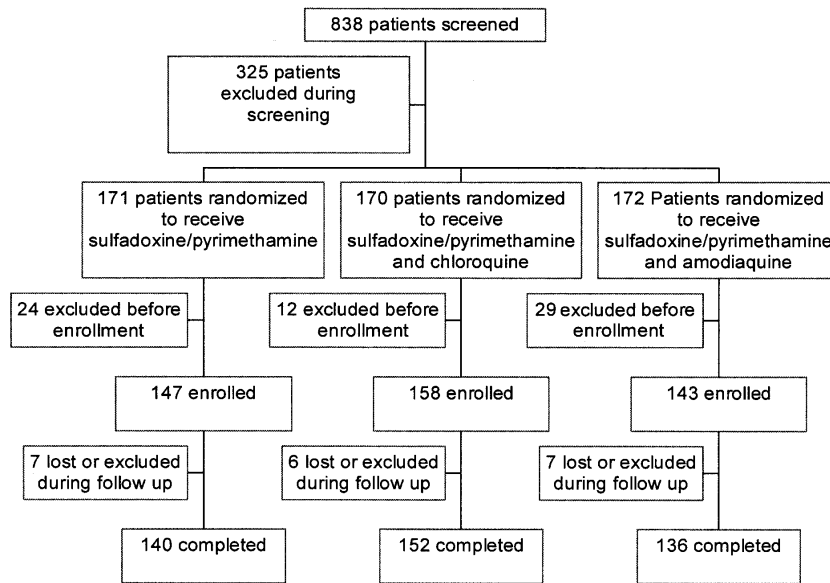 838 patients screened
325 patients
excluded during
screening
171 patients randomized
to receive
sulfadoxine/pyrimethamine
170 patients randomized
to receive
sulfadoxine/pyrimethamine
and chloroquine
172 Patients randomized
to receive
sulfadoxine/pyrimethamine
and amodiaquine
24 excluded before
enrollment
12 excluded before
enrollment
29 excluded before
enrollment
147 enrolled
158 enrolled
143 enrolled
7 lost or excluded
during follow up
6 lost or excluded
during follow up
7 lost or excluded
during follow up
140 completed
152 completed
136 completed